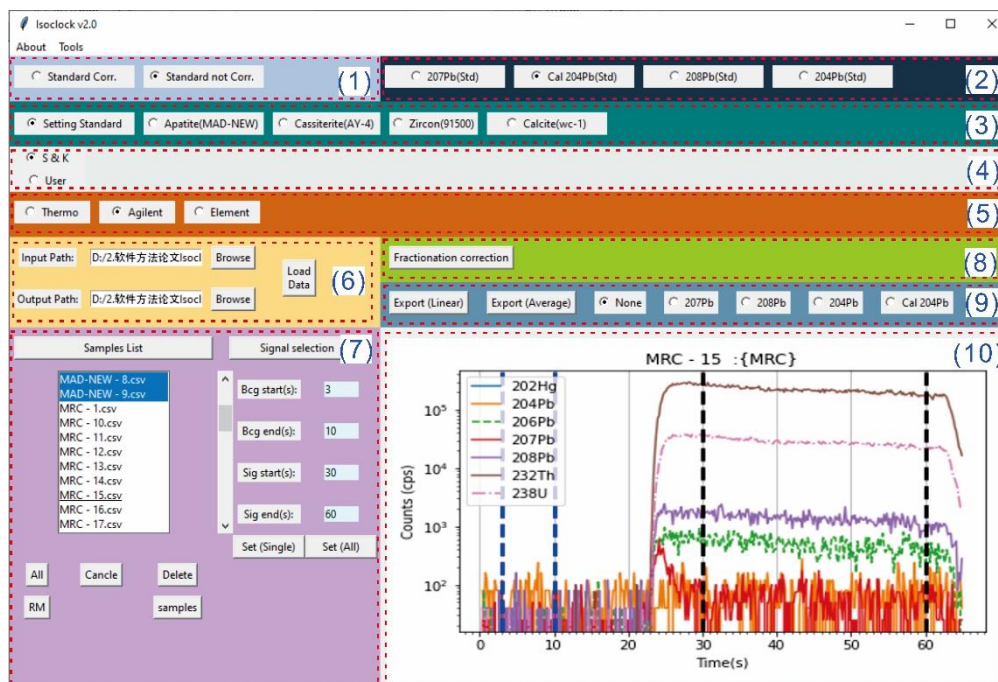 Isoclock v2.0
About Tools
Standard Corr. Standard not Corr. (1)
207Pb(Std) Cal 204Pb(Std) 208Pb(Std) 204Pb(Std) (2)
Setting Standard Apatite(MAD-NEW) Cassiterite(AY-4) Zircon(91500) Calcite(wc-1) (3)
S & K
User (4)
Thermo Agilent Element (5)
Input Path: D:/2.软件方法论文Isocl Browse
Load
Data
(6)
Output Path: D:/2.软件方法论文Isocl Browse
Fractionation correction (8)
Export (Linear) Export (Average) None 207Pb 208Pb 204Pb Cal 204Pb (9)
Samples List Signal selection (7)
MAD-NEW - 8.csv
MAD-NEW - 9.csv
MRC - 1.csv
MRC - 10.csv
MRC - 11.csv
MRC - 12.csv
MRC - 13.csv
MRC - 14.csv
MRC - 15.csv
MRC - 16.csv
MRC - 17.csv
Bcg start(s): 3
Bcg end(s): 10
Sig start(s): 30
Sig end(s): 60
Set (Single) Set (All)
All Cancle Delete
RM samples
MRC - 15 :{MRC} (10)
202Hg
204Pb
206Pb
207Pb
208Pb
232Th
238U
Counts (cps)
10⁵
10⁴
10³
10²
0 10 20 30 40 50 60
Time(s)